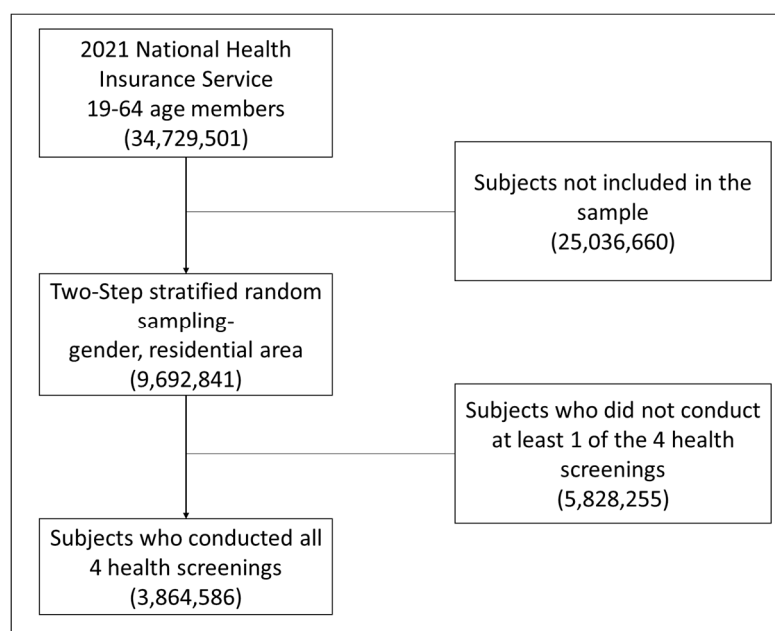 2021 National Health
Insurance Service
19-64 age members
(34,729,501)
Subjects not included in the
sample
(25,036,660)
Two-Step stratified random
sampling-
gender, residential area
(9,692,841)
Subjects who did not conduct
at least 1 of the 4 health
screenings
(5,828,255)
Subjects who conducted all
4 health screenings
(3,864,586)